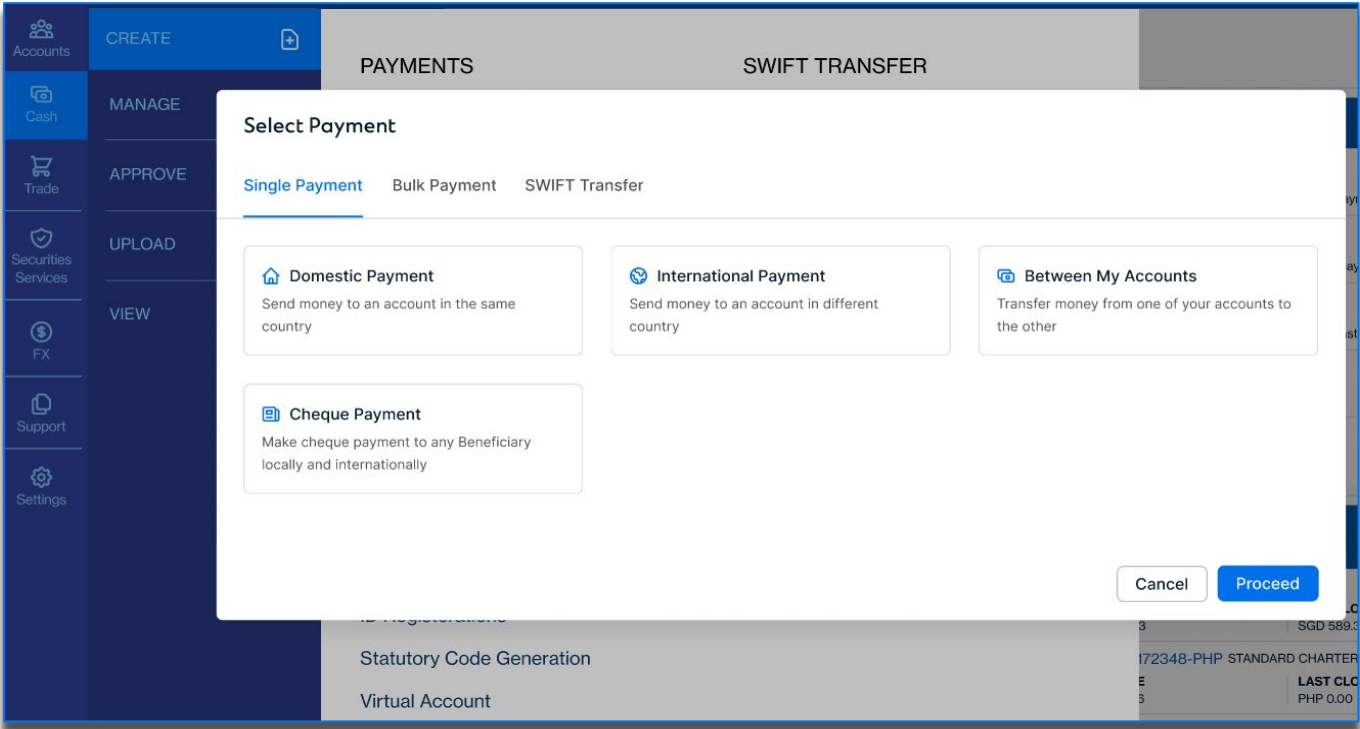 Accounts
Cash
Trade
Securities
Services
FX
Support
Settings
CREATE
MANAGE
APPROVE
UPLOAD
VIEW
PAYMENTS
SWIFT TRANSFER
Select Payment
Single Payment
Bulk Payment
SWIFT Transfer
Domestic Payment
Send money to an account in the same
country
International Payment
Send money to an account in different
country
Between My Accounts
Transfer money from one of your accounts to
the other
Cheque Payment
Make cheque payment to any Beneficiary
locally and internationally
Cancel
Proceed
Statutory Code Generation
Virtual Account
3
SGD 589.3
172348-PHP STANDARD CHARTER
LAST CLO
PHP 0.00